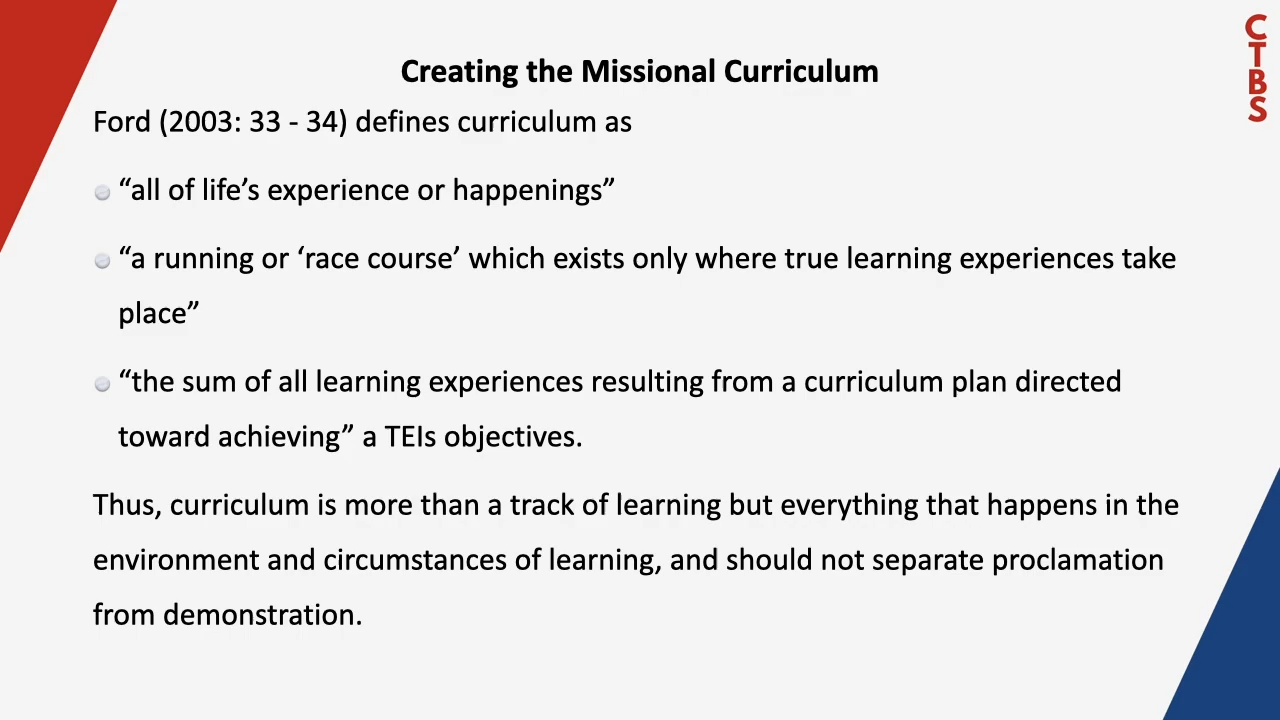 Creating the Missional Curriculum
Ford (2003: 33 - 34) defines curriculum as
“all of life’s experience or happenings”
“a running or ‘race course’ which exists only where true learning experiences take
place”
“the sum of all learning experiences resulting from a curriculum plan directed
toward achieving” a TEIs objectives.
Thus, curriculum is more than a track of learning but everything that happens in the
environment and circumstances of learning, and should not separate proclamation
from demonstration.
CTBS